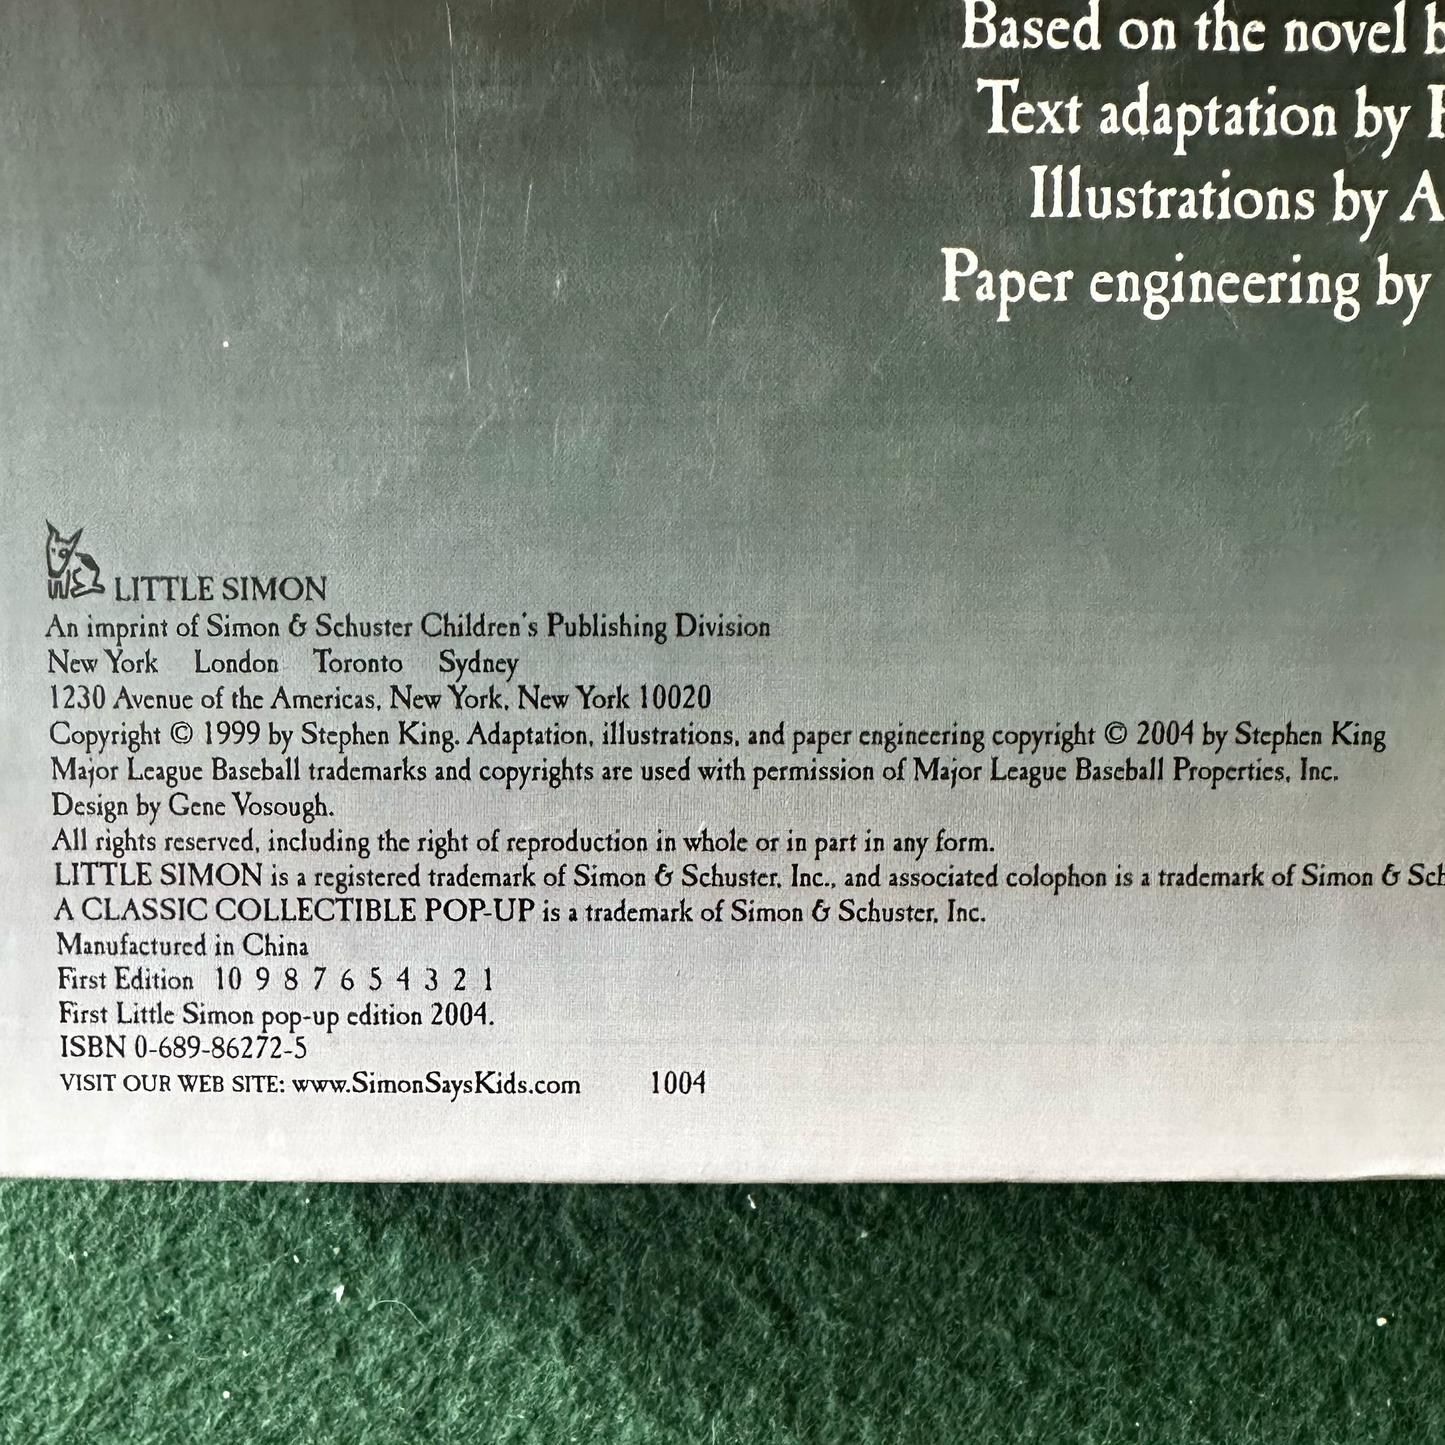 Based on the novel b
Text adaptation by
Illustrations by A
Paper engineering by
LITTLE SIMON
An imprint of Simon & Schuster Children's Publishing Division
New York London Toronto Sydney
1230 Avenue of the Americas, New York, New York 10020
Copyright © 1999 by Stephen King. Adaptation, illustrations, and paper engineering copyright © 2004 by Stephen King
Major League Baseball trademarks and copyrights are used with permission of Major League Baseball Properties, Inc.
Design by Gene Vosough.
All rights reserved, including the right of reproduction in whole or in part in any form.
LITTLE SIMON is a registered trademark of Simon & Schuster, Inc., and associated colophon is a trademark of Simon & Sch
A CLASSIC COLLECTIBLE POP-UP is a trademark of Simon & Schuster, Inc.
Manufactured in China
First Edition 10 9 8 7 6 5 4 3 2 1
First Little Simon pop-up edition 2004.
ISBN 0-689-86272-5
VISIT OUR WEB SITE: www.SimonSaysKids.com 1004